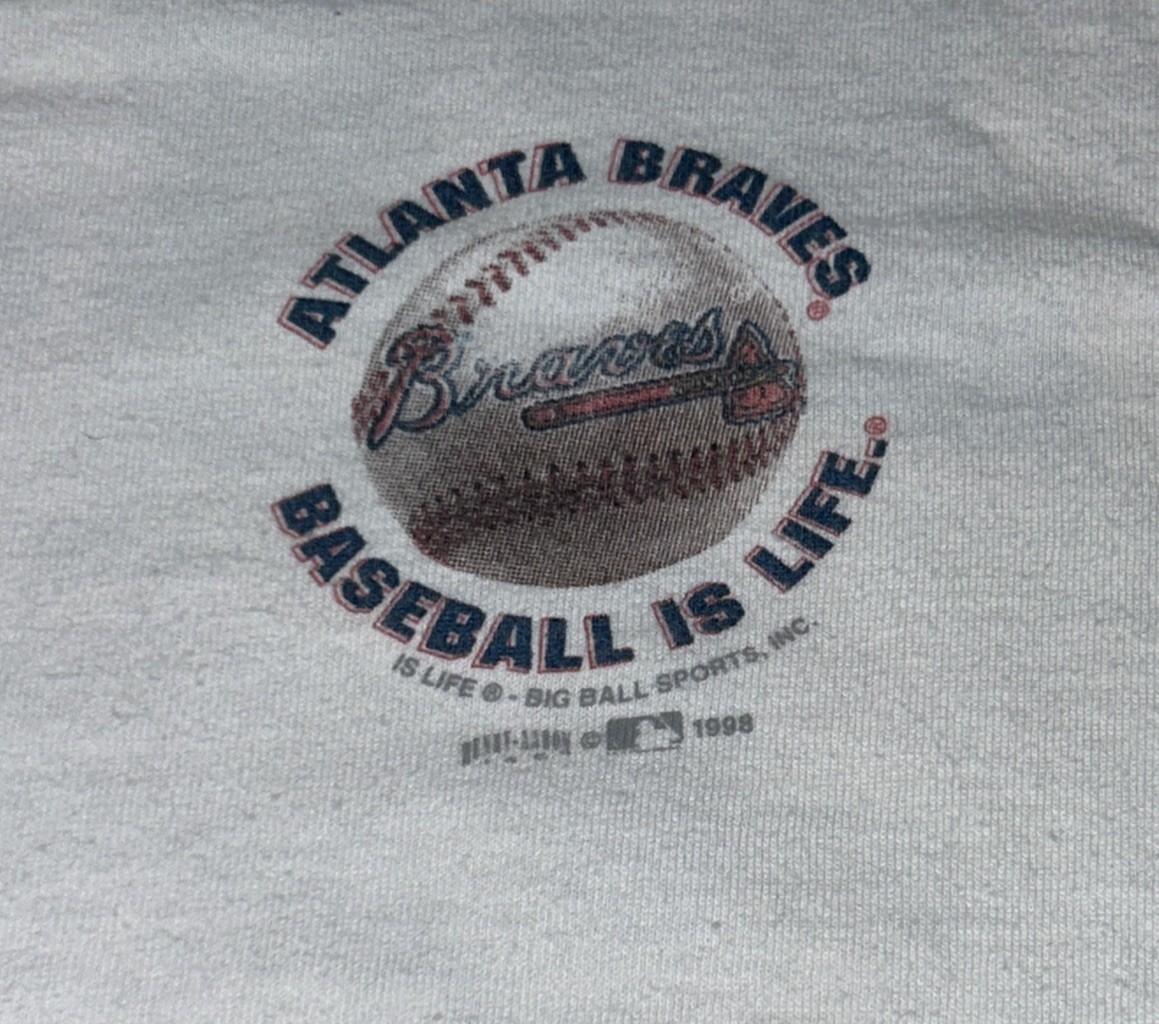 ATLANTA BRAVES®
Braves
BASEBALL IS LIFE..®
IS LIFE ® - BIG BALL SPORTS, INC.
© 1998